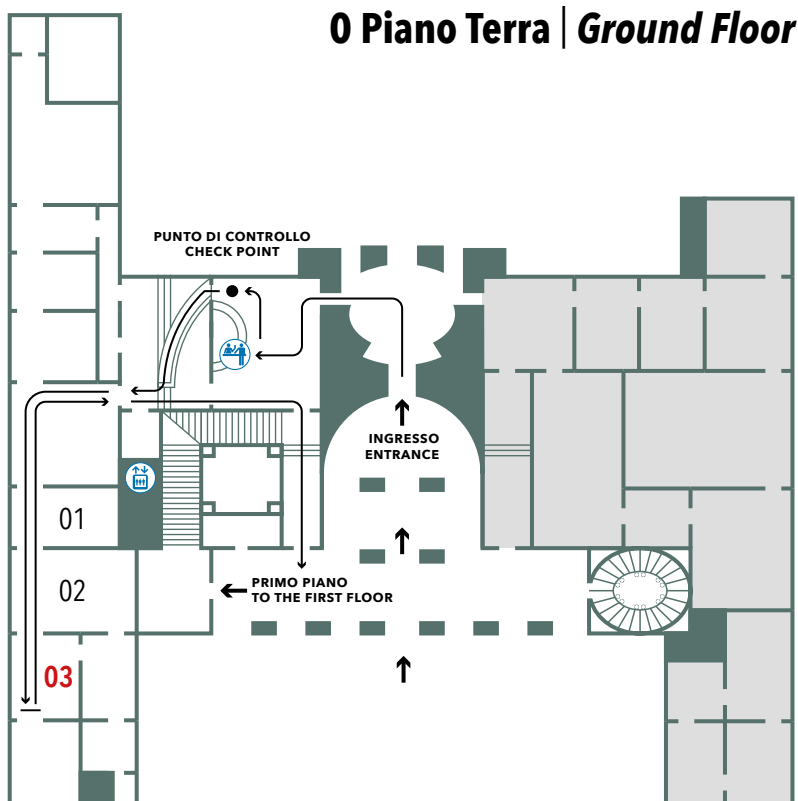 0 Piano Terra | Ground Floor
PUNTO DI CONTROLLO
CHECK POINT
INGRESSO
ENTRANCE
01
02
PRIMO PIANO
TO THE FIRST FLOOR
03